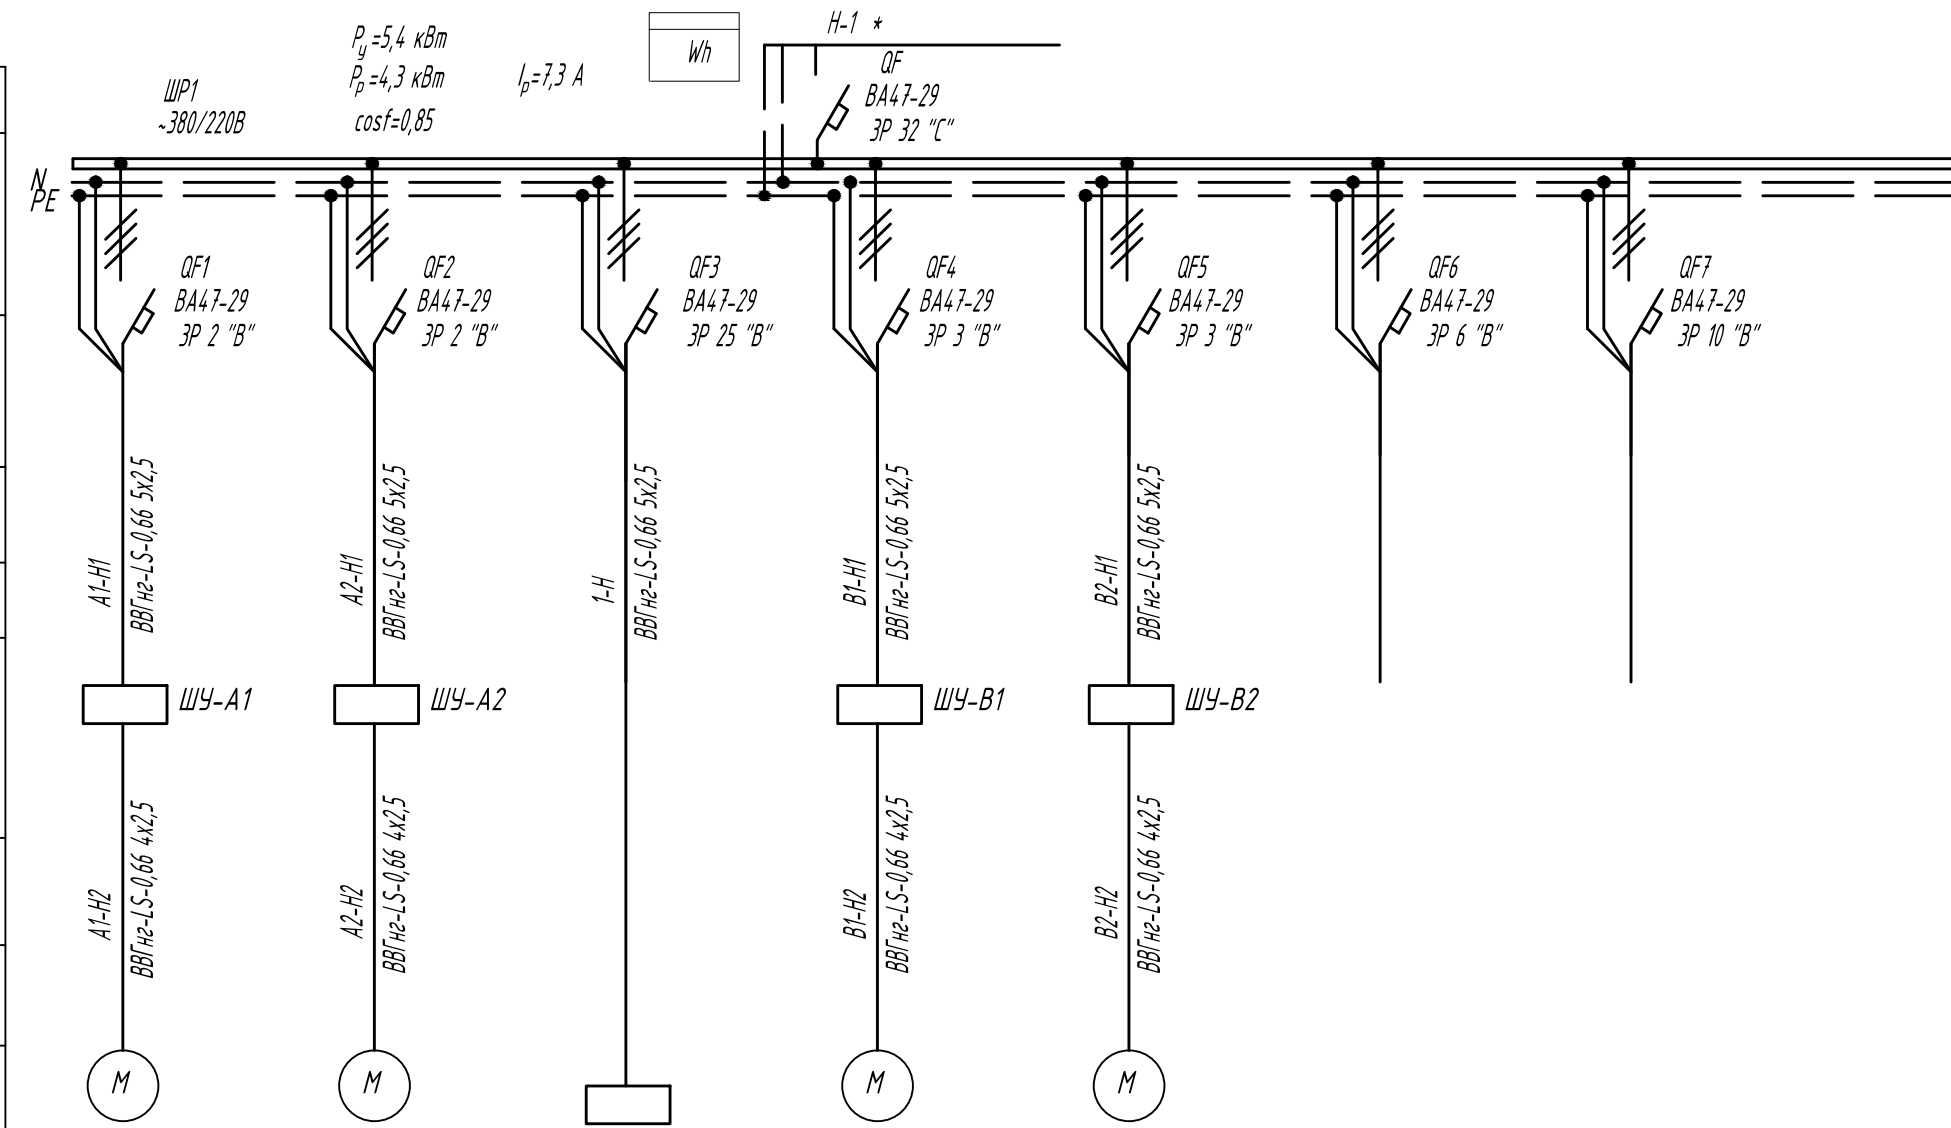 Н-1 *
Pу=5,4 кВт
Pр=4,3 кВт
cosf=0,85
Iр=7,3 А
Wh
QF
ВА47-29
3Р 32 "С"
ШР1
~380/220В
N
PE
QF1
ВА47-29
3Р 2 "В"
QF2
ВА47-29
3Р 2 "В"
QF3
ВА47-29
3Р 25 "В"
QF4
ВА47-29
3Р 3 "В"
QF5
ВА47-29
3Р 3 "В"
QF6
ВА47-29
3Р 6 "В"
QF7
ВА47-29
3Р 10 "В"
А1-Н1
ВВГнг-LS-0,66 5х2,5
А2-Н1
ВВГнг-LS-0,66 5х2,5
1-Н
ВВГнг-LS-0,66 5х2,5
В1-Н1
ВВГнг-LS-0,66 5х2,5
В2-Н1
ВВГнг-LS-0,66 5х2,5
ШУ-А1
ШУ-А2
ШУ-В1
ШУ-В2
А1-Н2
ВВГнг-LS-0,66 4х2,5
А2-Н2
ВВГнг-LS-0,66 4х2,5
В1-Н2
ВВГнг-LS-0,66 4х2,5
В2-Н2
ВВГнг-LS-0,66 4х2,5
М
М
М
М